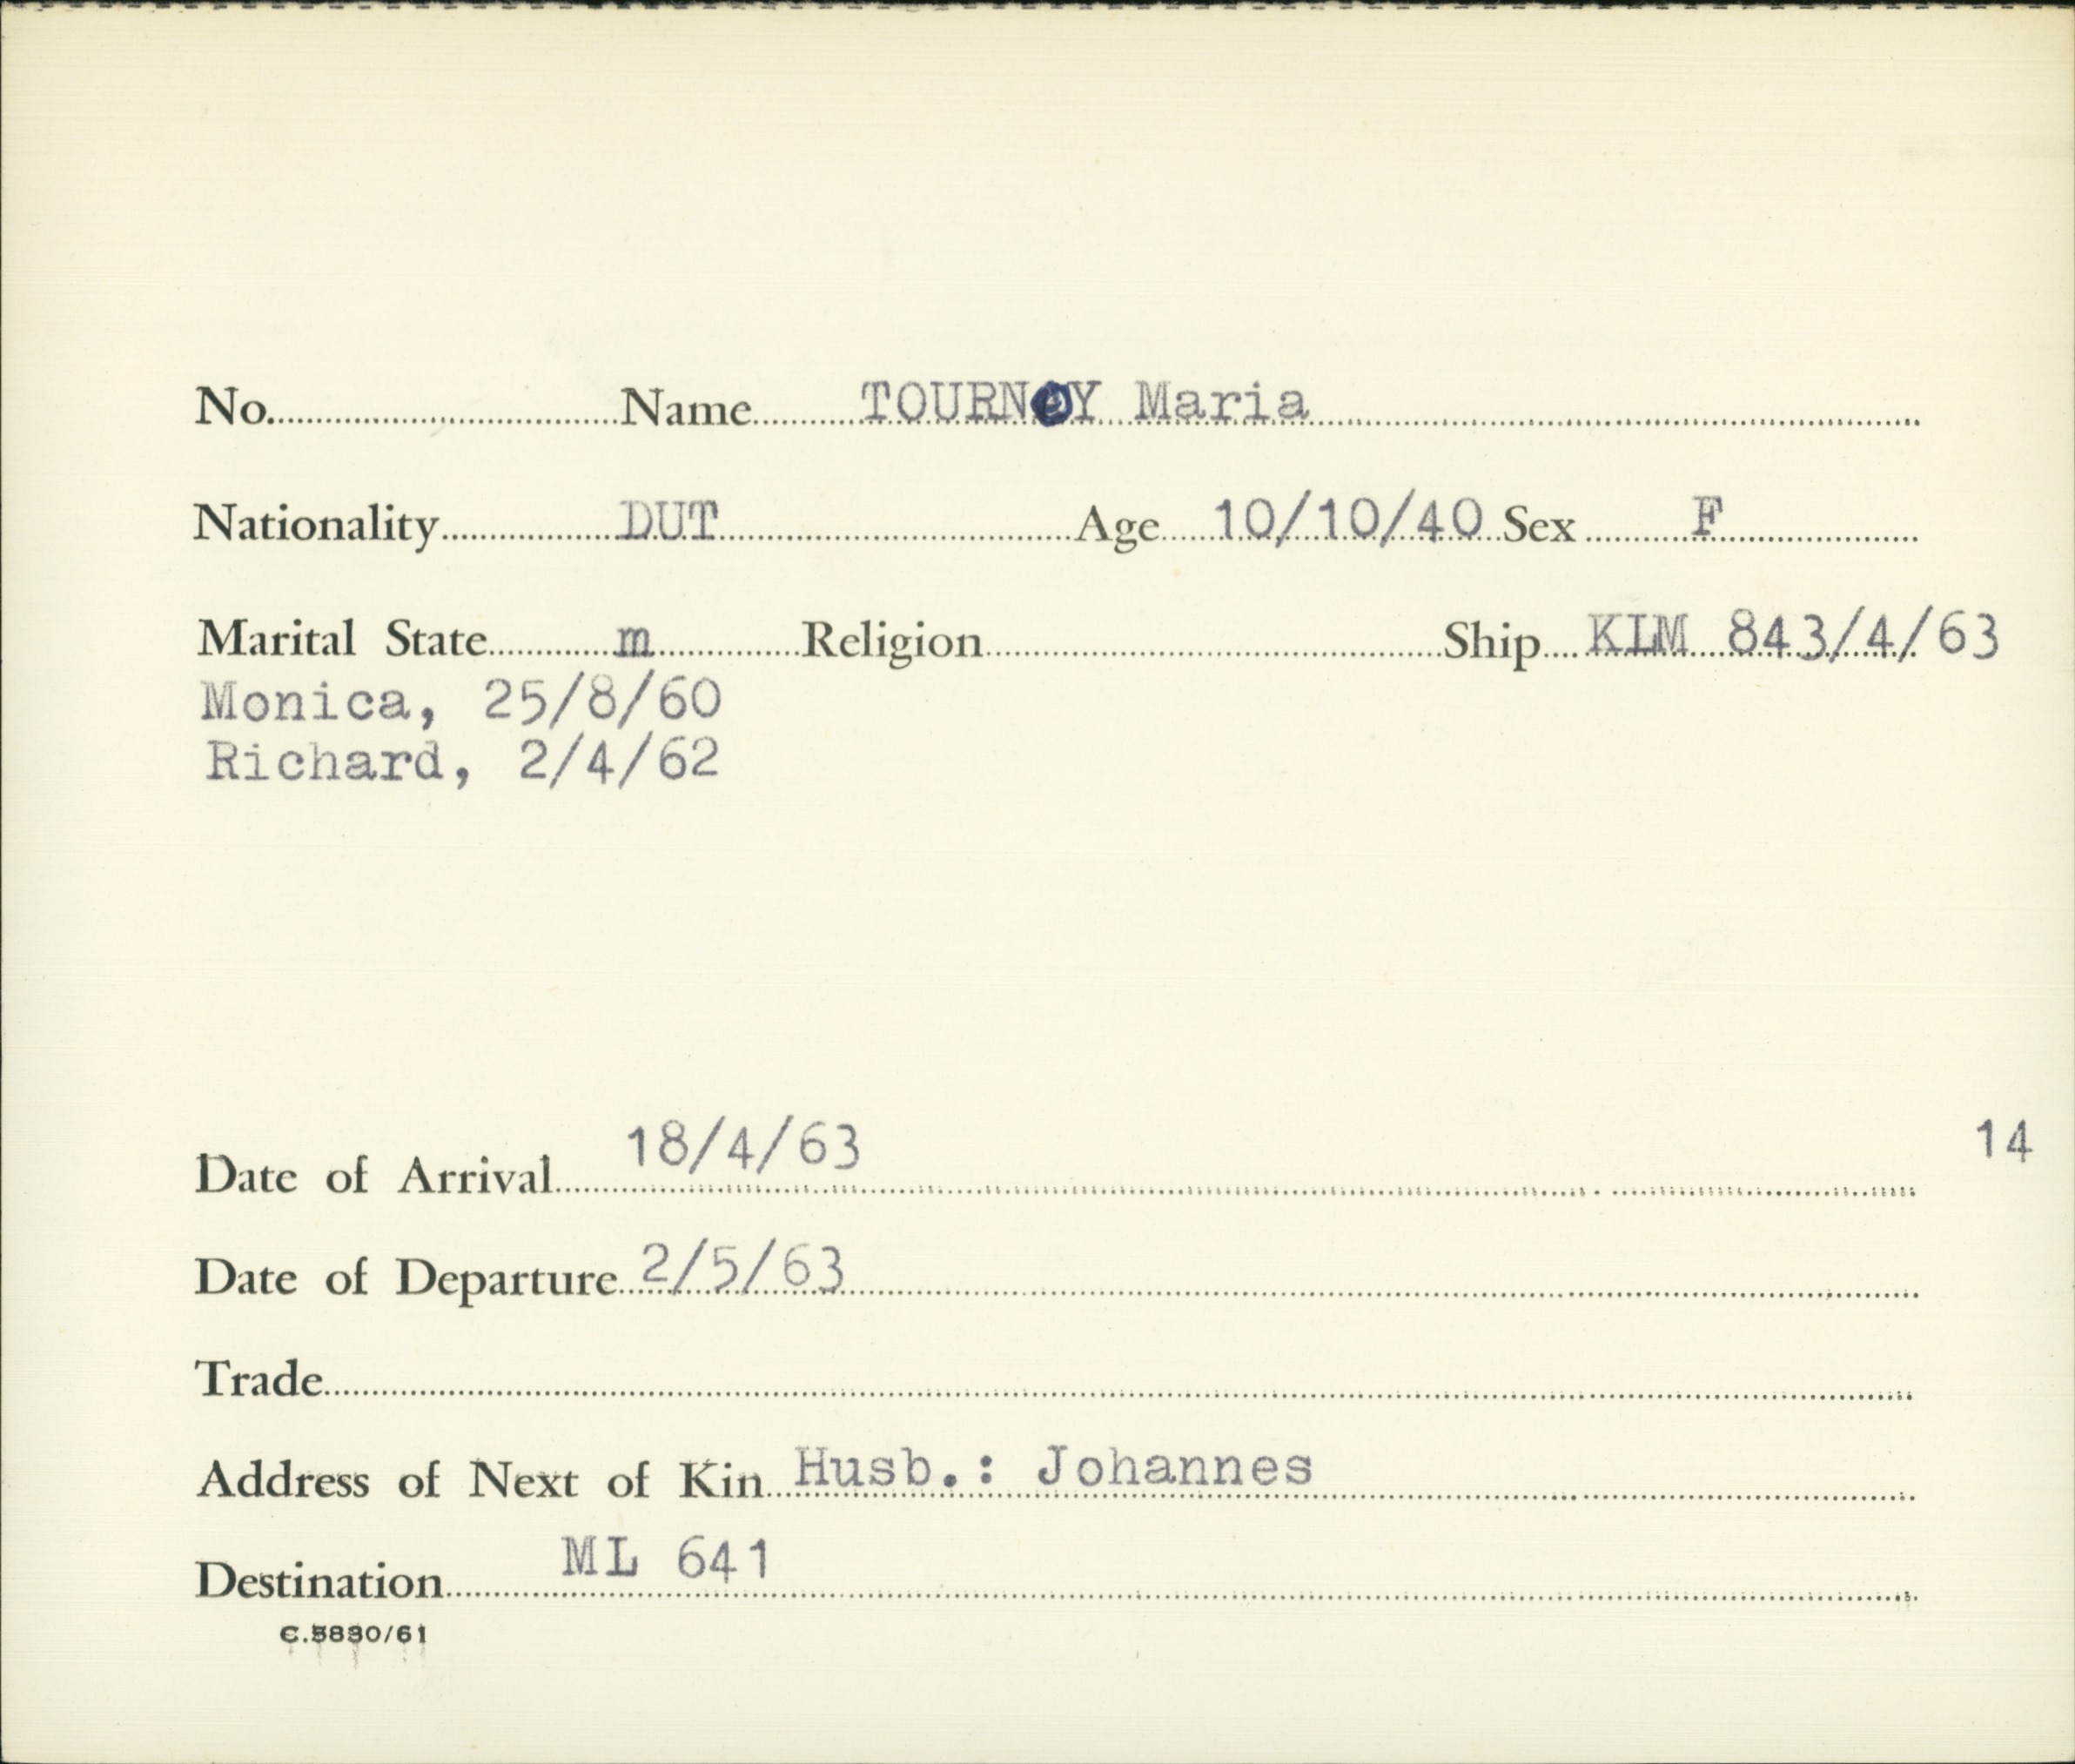 No. Name TOURNOY Maria
Nationality DUT Age 10/10/40 Sex F
Marital State m Religion Ship KLM 843/4/63
Monica, 25/8/60
Richard, 2/4/62
14
Date of Arrival 18/4/63
Date of Departure 2/5/63
Trade
Address of Next of Kin Husb.: Johannes
Destination ML 641
C.5830/61